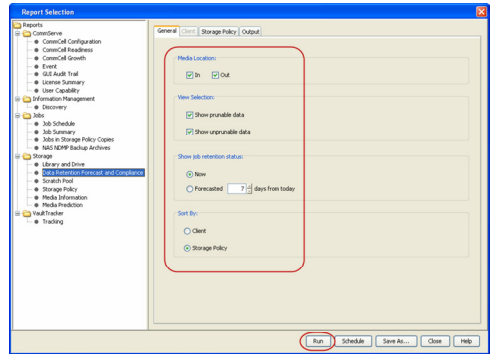 Report Selection
Reports
CommServe
CommCell Configuration
CommCell Readiness
CommCell Growth
Event
GUI Audit Trail
License Summary
User Capability
Information Management
Discovery
Jobs
Job Schedule
Job Summary
Jobs in Storage Policy Copies
NAS NDMP Backup Archives
Storage
Library and Drive
Data Retention Forecast and Compliance
Scratch Pool
Storage Policy
Media Information
Media Prediction
VaultTracker
Tracking
General Client Storage Policy Output
Media Location:
In Out
View Selection:
Show prunable data
Show unprunable data
Show job retention status:
Now
Forecasted 7 days from today
Sort By:
Client
Storage Policy
Run Schedule Save As... Close Help